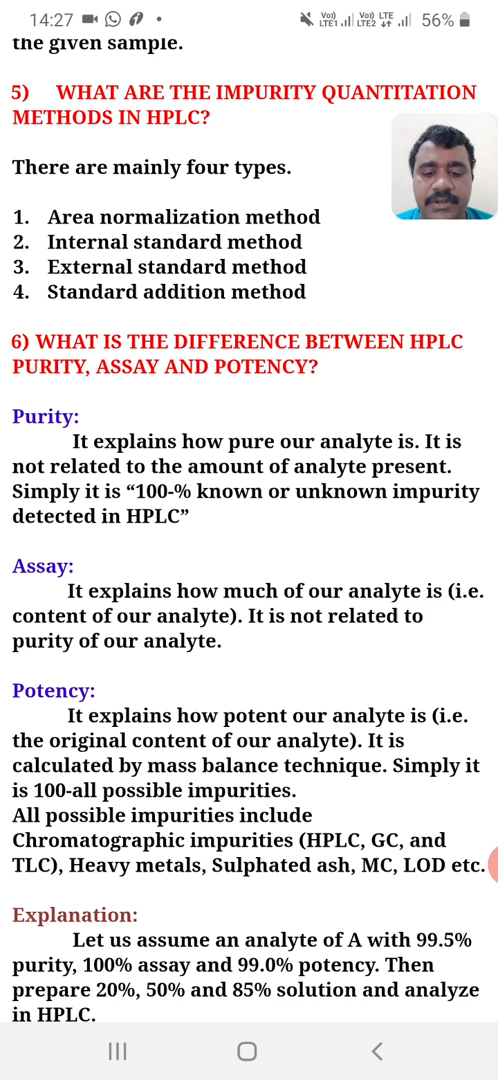 14:27
Vo)) LTE1 Vo)) LTE LTE2 56%
the given sample.
5) WHAT ARE THE IMPURITY QUANTITATION
METHODS IN HPLC?
There are mainly four types.
1. Area normalization method
2. Internal standard method
3. External standard method
4. Standard addition method
6) WHAT IS THE DIFFERENCE BETWEEN HPLC
PURITY, ASSAY AND POTENCY?
Purity:
It explains how pure our analyte is. It is
not related to the amount of analyte present.
Simply it is “100-% known or unknown impurity
detected in HPLC”
Assay:
It explains how much of our analyte is (i.e.
content of our analyte). It is not related to
purity of our analyte.
Potency:
It explains how potent our analyte is (i.e.
the original content of our analyte). It is
calculated by mass balance technique. Simply it
is 100-all possible impurities.
All possible impurities include
Chromatographic impurities (HPLC, GC, and
TLC), Heavy metals, Sulphated ash, MC, LOD etc.
Explanation:
Let us assume an analyte of A with 99.5%
purity, 100% assay and 99.0% potency. Then
prepare 20%, 50% and 85% solution and analyze
in HPLC.